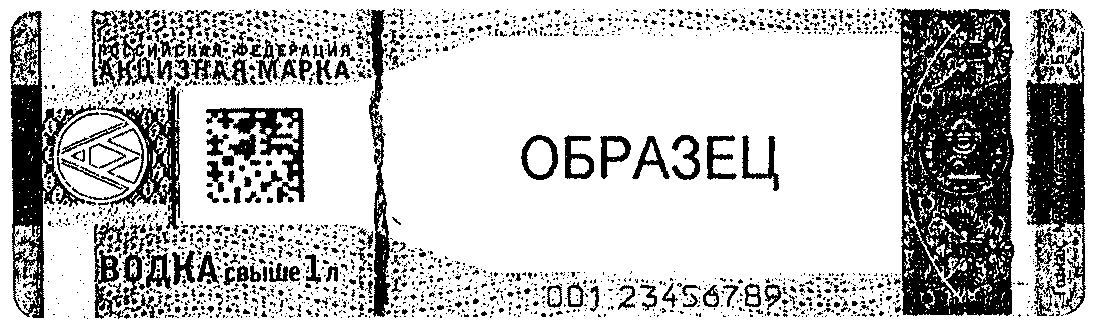 РОССИЙСКАЯ ФЕДЕРАЦИЯ
АКЦИЗНАЯ МАРКА
ОБРАЗЕЦ
ВОДКА свыше 1 л
001 23456789